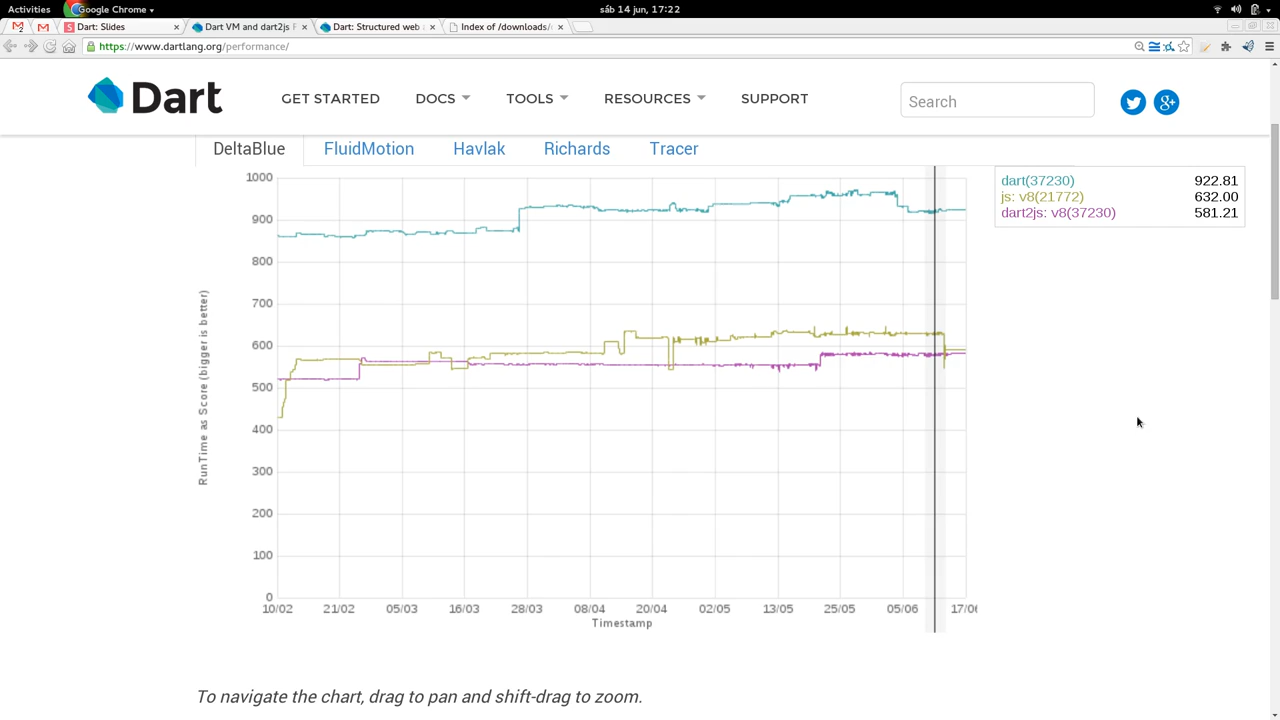 Activities Google Chrome sáb 14 jun, 17:22
Dart: Slides Dart VM and dart2js P Dart: Structured web Index of /downloads/
https://www.dartlang.org/performance/
Dart GET STARTED DOCS TOOLS RESOURCES SUPPORT Search
DeltaBlue FluidMotion Havlak Richards Tracer
dart(37230) 922.81
js: v8(21772) 632.00
dart2js: v8(37230) 581.21
RunTime as Score (bigger is better)
1000
900
800
700
600
500
400
300
200
100
0
10/02 21/02 05/03 16/03 28/03 08/04 20/04 02/05 13/05 25/05 05/06 17/0
Timestamp
To navigate the chart, drag to pan and shift-drag to zoom.